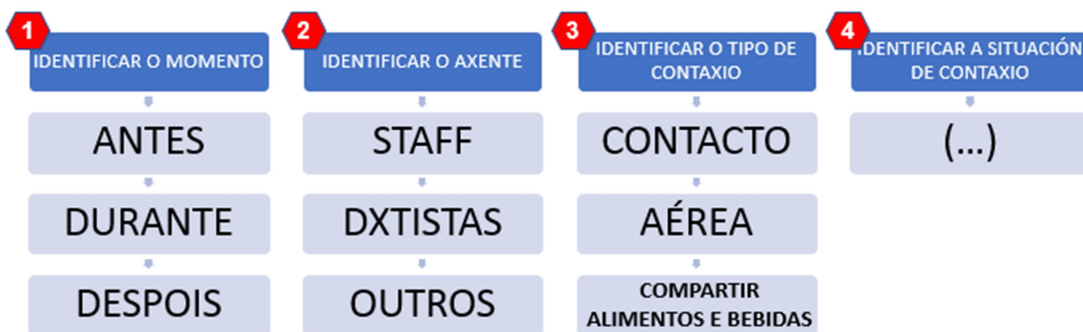 1
IDENTIFICAR O MOMENTO
ANTES
DURANTE
DESPOIS
2
IDENTIFICAR O AXENTE
STAFF
DXTISTAS
OUTROS
3
IDENTIFICAR O TIPO DE
CONTAXIO
CONTACTO
AÉREA
COMPARTIR
ALIMENTOS E BEBIDAS
4
IDENTIFICAR A SITUACIÓN
DE CONTAXIO
(...)